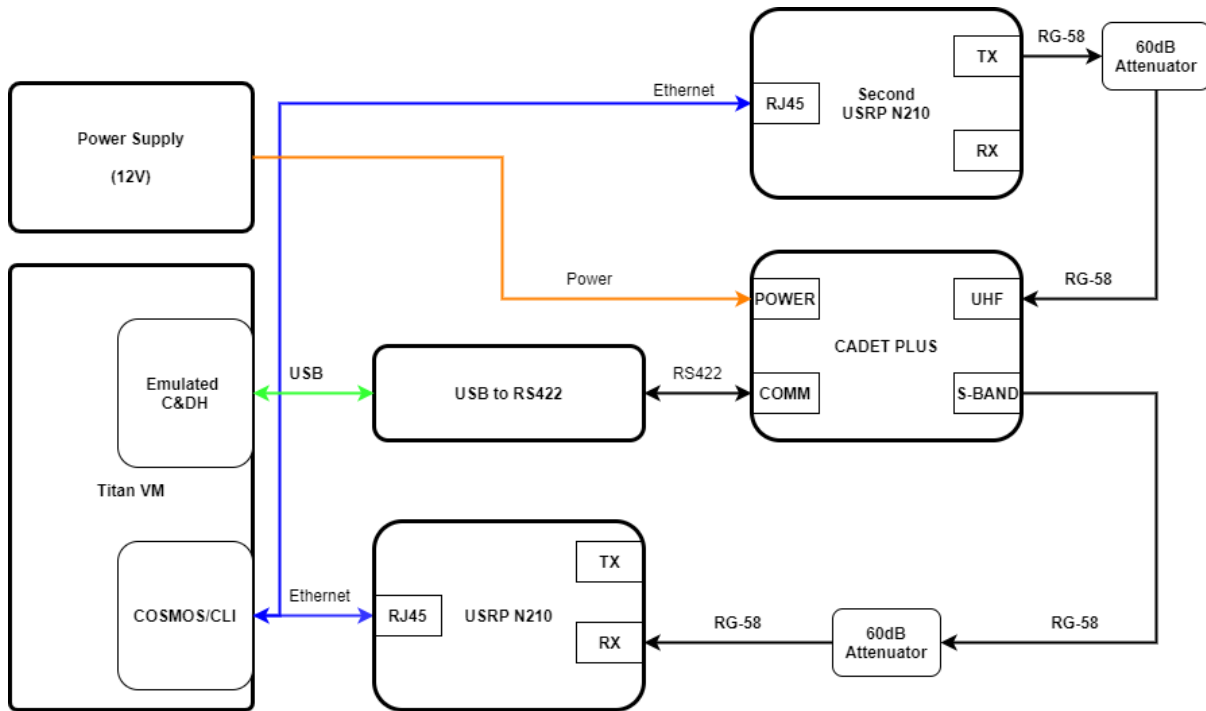 RG-58
60dB
Attenuator
Ethernet
TX
RJ45
Second
USRP N210
RX
Power Supply
(12V)
Power
RG-58
POWER
UHF
CADET PLUS
COMM
S-BAND
Emulated
C&DH
USB
USB to RS422
RS422
Titan VM
COSMOS/CLI
Ethernet
RJ45
USRP N210
TX
RX
RG-58
60dB
Attenuator
RG-58